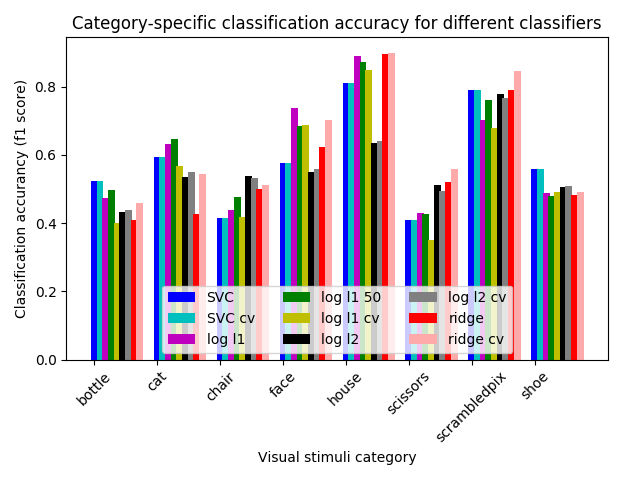 Category-specific classification accuracy for different classifiers
Classification accurancy (f1 score)
0.8
0.6
0.4
0.2
0.0
SVC
SVC cv
log l1
log l1 50
log l1 cv
log l2
log l2 cv
ridge
ridge cv
bottle
cat
chair
face
house
scissors
scrambledpix
shoe
Visual stimuli category